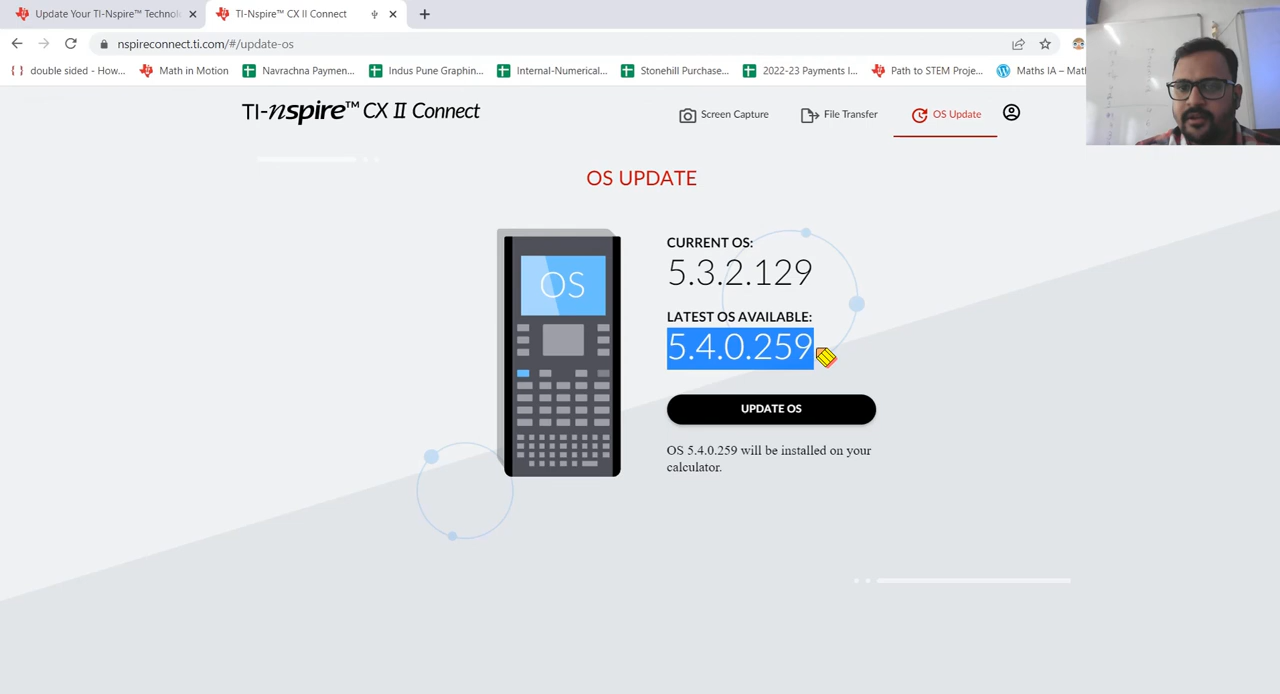 Update Your TI-Nspire™ Technol
TI-Nspire™ CX II Connect
nspireconnect.ti.com/#/update-os
double sided - How...
Math in Motion
Navrachna Paymen...
Indus Pune Graphin...
Internal-Numerical...
Stonehill Purchase...
2022-23 Payments I...
Path to STEM Proje...
Maths IA – Mat
TI-nspire™ CX II Connect
Screen Capture
File Transfer
OS Update
OS UPDATE
OS
CURRENT OS:
5.3.2.129
LATEST OS AVAILABLE:
5.4.0.259
UPDATE OS
OS 5.4.0.259 will be installed on your
calculator.